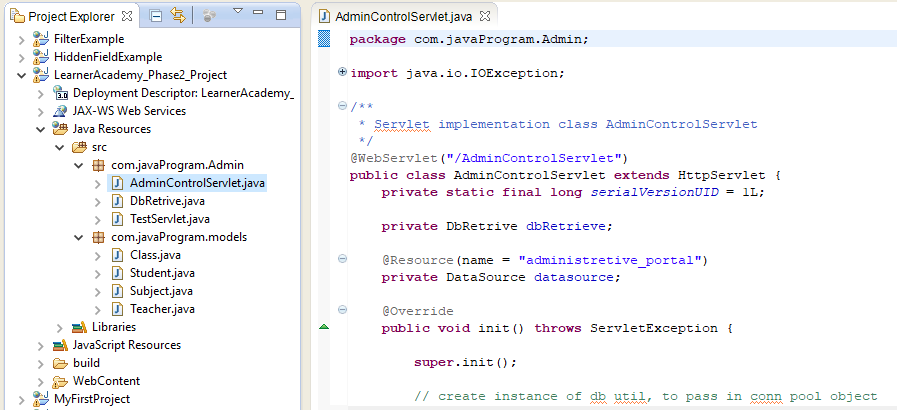 Project Explorer
FilterExample
HiddenFieldExample
LearnerAcademy_Phase2_Project
3.0 Deployment Descriptor: LearnerAcademy_
JAX-WS Web Services
Java Resources
src
com.javaProgram.Admin
AdminControlServlet.java
DbRetrive.java
TestServlet.java
com.javaProgram.models
Class.java
Student.java
Subject.java
Teacher.java
Libraries
JavaScript Resources
build
WebContent
MyFirstProject
AdminControlServlet.java
package com.javaProgram.Admin;
import java.io.IOException;
/**
* Servlet implementation class AdminControlServlet
*/
@WebServlet("/AdminControlServlet")
public class AdminControlServlet extends HttpServlet {
private static final long serialVersionUID = 1L;
private DbRetrive dbRetrieve;
@Resource(name = "administretive_portal")
private DataSource datasource;
@Override
public void init() throws ServletException {
super.init();
// create instance of db util, to pass in conn pool object